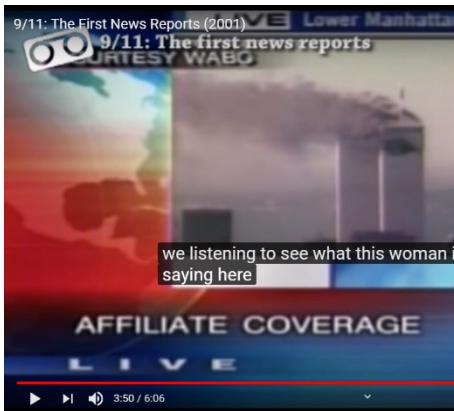 9/11: The First News Reports (2001)
LIVE Lower Manhatta
9/11: The first news reports
COURTESY WABC
we listening to see what this woman i
saying here
AFFILIATE COVERAGE
LIVE
3:50 / 6:06